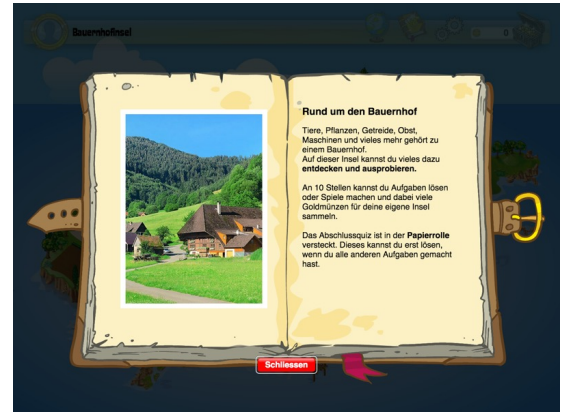 Bauernhofinsel
0
Rund um den Bauernhof
Tiere, Pflanzen, Getreide, Obst,
Maschinen und vieles mehr gehört zu
einem Bauernhof.
Auf dieser Insel kannst du vieles dazu
entdecken und ausprobieren.
An 10 Stellen kannst du Aufgaben lösen
oder Spiele machen und dabei viele
Goldmünzen für deine eigene Insel
sammeln.
Das Abschlussquiz ist in der Papierrolle
versteckt. Dieses kannst du erst lösen,
wenn du alle anderen Aufgaben gemacht
hast.
Schliessen